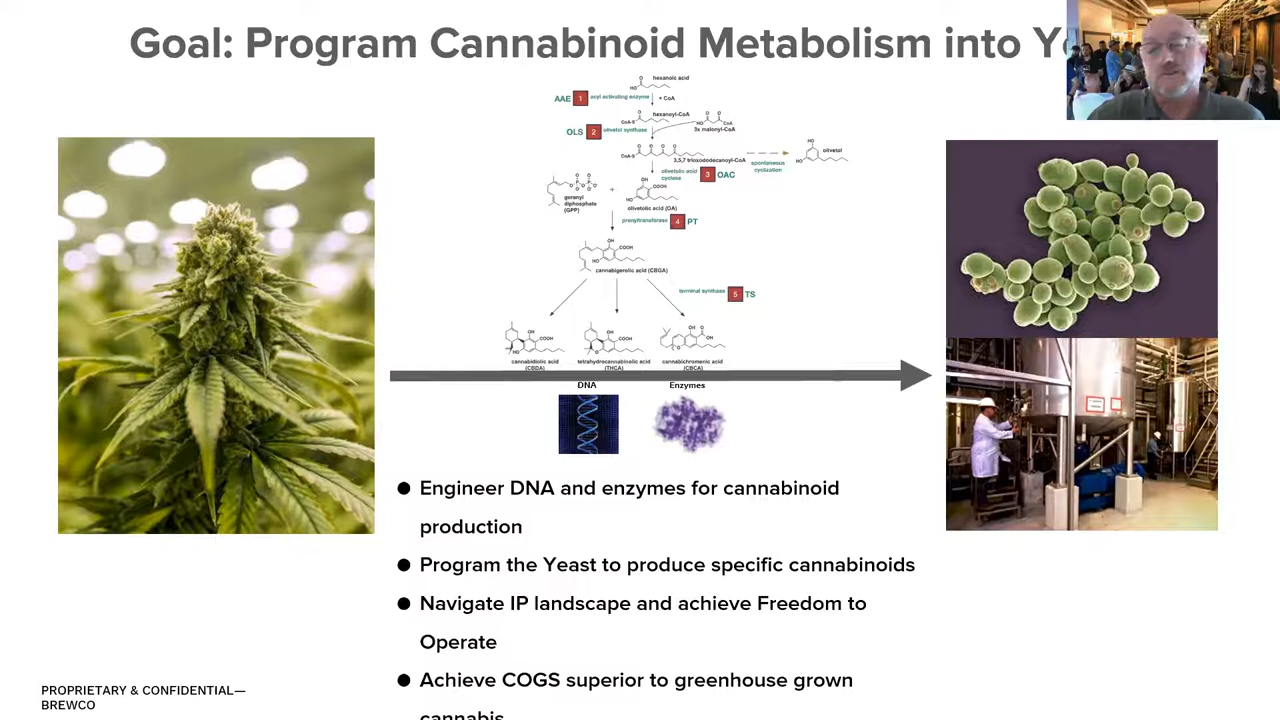 Goal: Program Cannabinoid Metabolism into Y
hexanoic acid
AAE 1 acyl activating enzyme + CoA
hexanoyl-CoA
OLS 2 olivetol synthase
3x malonyl-CoA
3,5,7 trioxododecanoyl-CoA
olivetol
spontaneous
cyclization
olivetolic acid
cyclase 3 OAC
geranyl
diphosphate
(GPP)
+
olivetolic acid (OA)
prenyltransferase 4 PT
cannabigerolic acid (CBGA)
terminal synthase 5 TS
cannabidiolic acid
(CBDA)
tetrahydrocannabinolic acid
(THCA)
cannabichromenic acid
(CBCA)
DNA
Enzymes
● Engineer DNA and enzymes for cannabinoid
production
● Program the Yeast to produce specific cannabinoids
● Navigate IP landscape and achieve Freedom to
Operate
● Achieve COGS superior to greenhouse grown
cannabis
PROPRIETARY & CONFIDENTIAL—
BREWCO